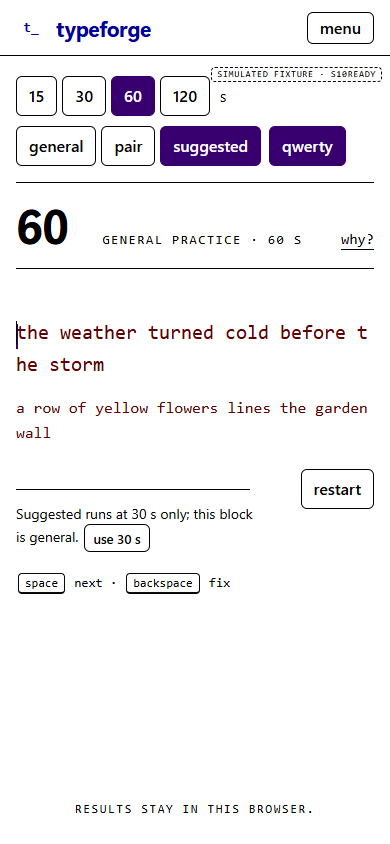 t_ typeforge menu
SIMULATED FIXTURE · S10READY
15 30 60 120 s
general pair suggested qwerty
60 GENERAL PRACTICE · 60 S why?
the weather turned cold before t
he storm
a row of yellow flowers lines the garden
wall
restart
Suggested runs at 30 s only; this block
is general. use 30 s
space next · backspace fix
RESULTS STAY IN THIS BROWSER.